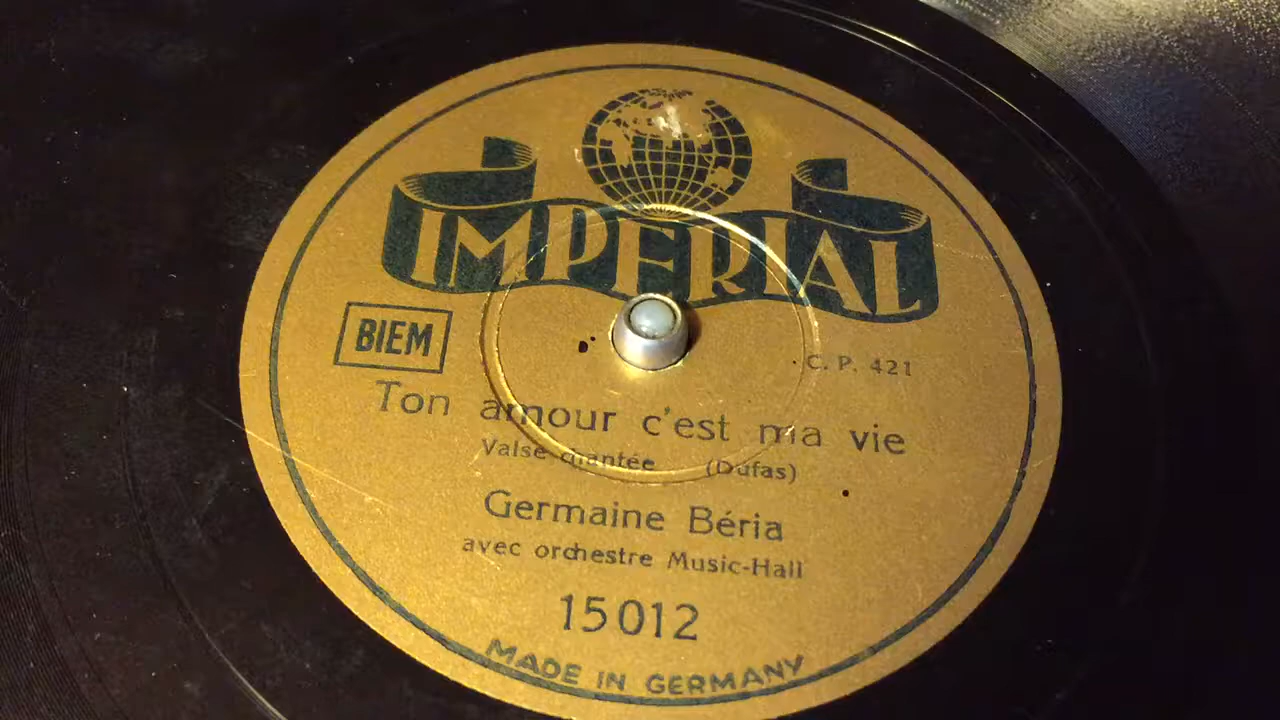 IMPERIAL
BIEM
C. P. 421
Ton amour c'est ma vie
Valse chantée (Dufas)
Germaine Béria
avec orchestre Music-Hall
15012
MADE IN GERMANY